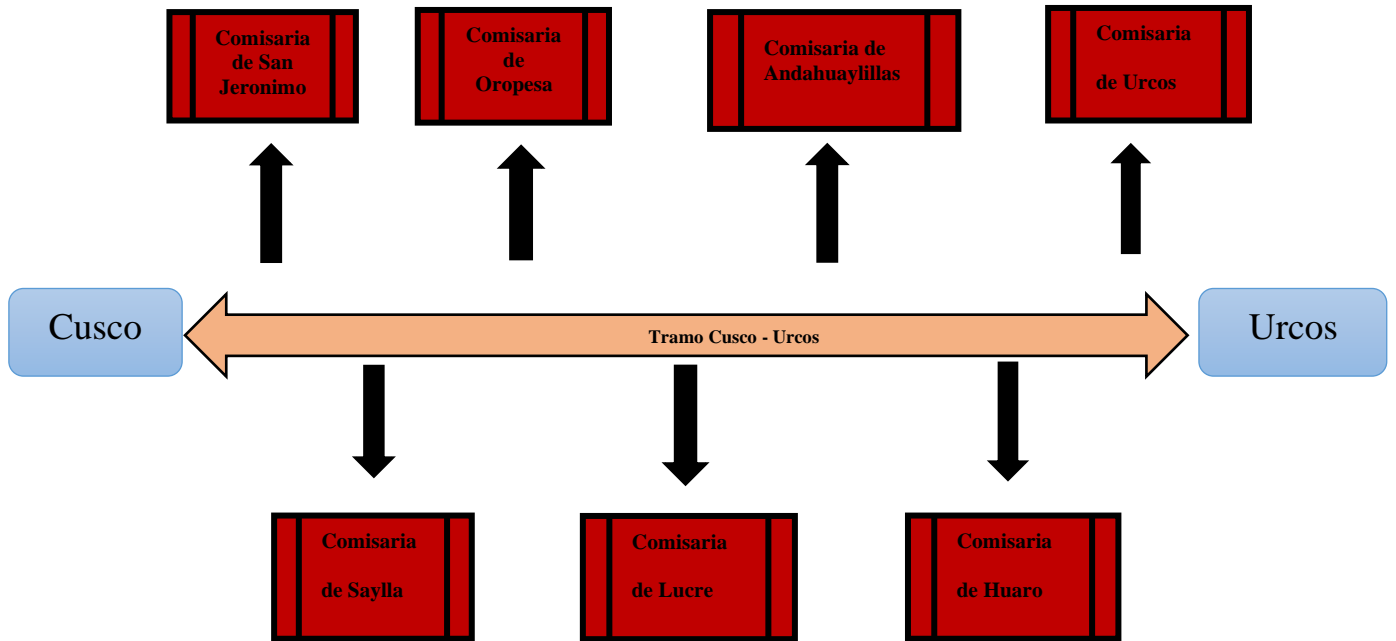 Comisaria
de San
Jeronimo
Comisaria
de
Oropesa
Comisaria de
Andahuaylillas
Comisaria
de Urcos
Cusco
Tramo Cusco - Urcos
Urcos
Comisaria
de Saylla
Comisaria
de Lucre
Comisaria
de Huaro